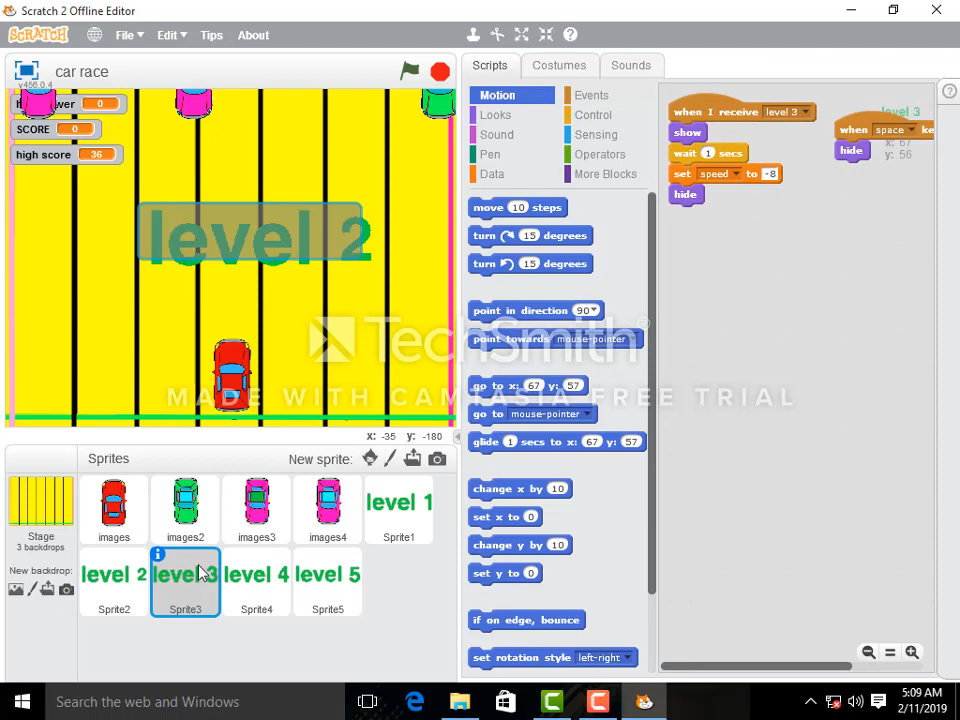 Scratch 2 Offline Editor
SCRATCH File Edit Tips About
v456.0.4
car race
Scripts Costumes Sounds
Motion Events
Looks Control
Sound Sensing
Pen Operators
Data More Blocks
move 10 steps
turn 15 degrees
turn 15 degrees
point in direction 90
point towards mouse-pointer
go to x: 67 y: 57
go to mouse-pointer
glide 1 secs to x: 67 y: 57
change x by 10
set x to 0
change y by 10
set y to 0
if on edge, bounce
set rotation style left-right
when I receive level 3
show
wait 1 secs
set speed to -8
hide
level 3
when space ke
hide
x: 67
y: 56
wer 0
SCORE 0
high score 36
level 2
TechSmith
MADE WITH CAMTASIA FREE TRIAL
x: -35 y: -180
Sprites New sprite:
Stage
3 backdrops
New backdrop:
images
images2
images3
images4
level 1
Sprite1
level 2
Sprite2
level 3
Sprite3
level 4
Sprite4
level 5
Sprite5
Search the web and Windows
5:09 AM
2/11/2019